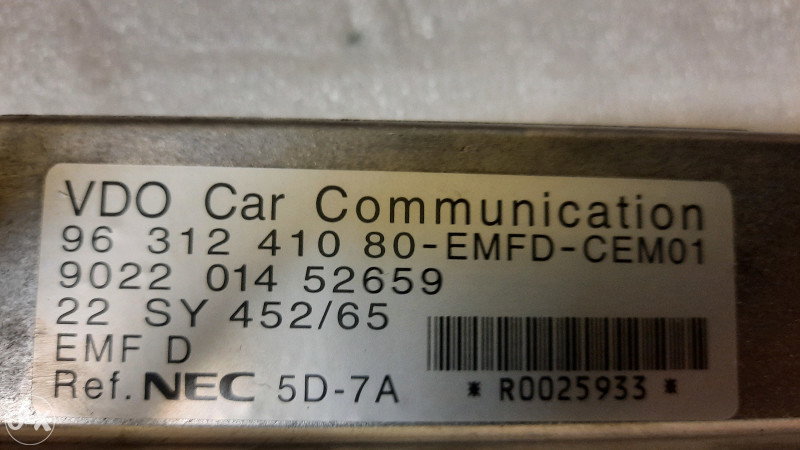 VDO Car Communication
96 312 410 80-EMFD-CEM01
9022 014 52659
22 SY 452/65
EMF D
Ref. NEC 5D-7A
* R0025933 *
OLX